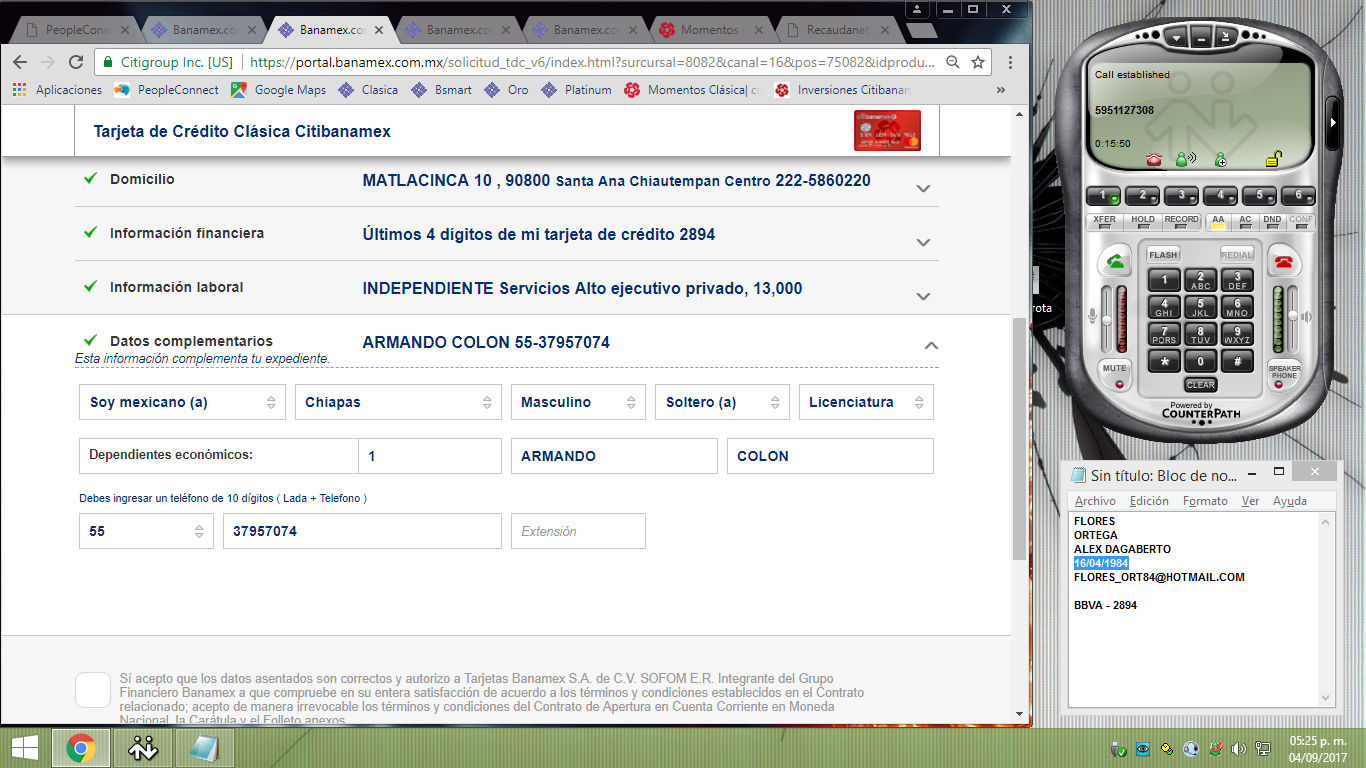 PeopleConn
Banamex.co
Banamex.co
Banamex.co
Banamex.co
Momentos
Recaudanet
Citigroup Inc. [US] https://portal.banamex.com.mx/solicitud_tdc_v6/index.html?surcursal=8082&canal=16&pos=75082&idprodu...
Aplicaciones PeopleConnect Google Maps Clasica Bsmart Oro Platinum Momentos Clásica| ci Inversiones Citibanam »
Tarjeta de Crédito Clásica Citibanamex
Domicilio MATLACINCA 10 , 90800 Santa Ana Chiautempan Centro 222-5860220
Información financiera Últimos 4 dígitos de mi tarjeta de crédito 2894
Información laboral INDEPENDIENTE Servicios Alto ejecutivo privado, 13,000
Datos complementarios ARMANDO COLON 55-37957074
Esta información complementa tu expediente.
Soy mexicano (a) Chiapas Masculino Soltero (a) Licenciatura
Dependientes económicos: 1 ARMANDO COLON
Debes ingresar un teléfono de 10 dígitos ( Lada + Telefono )
55 37957074 Extensión
Sí acepto que los datos asentados son correctos y autorizo a Tarjetas Banamex S.A. de C.V. SOFOM E.R. Integrante del Grupo
Financiero Banamex a que compruebe en su entera satisfacción de acuerdo a los términos y condiciones establecidos en el Contrato
relacionado; acepto de manera irrevocable los términos y condiciones del Contrato de Apertura en Cuenta Corriente en Moneda
Nacional, la Carátula y el Folleto anexos
Call established
5951127308
0:15:50
1 2 3 4 5 6
XFER HOLD RECORD AA AC DND CONF
FLASH REDIAL
1 2 ABC 3 DEF
4 GHI 5 JKL 6 MNO
7 PQRS 8 TUV 9 WXYZ
* 0 #
MUTE
SPEAKER
PHONE
CLEAR
Powered by
COUNTERPATH
rota
Sin título: Bloc de no...
Archivo Edición Formato Ver Ayuda
FLORES
ORTEGA
ALEX DAGABERTO
16/04/1984
FLORES_ORT84@HOTMAIL.COM
BBVA - 2894
05:25 p. m.
04/09/2017